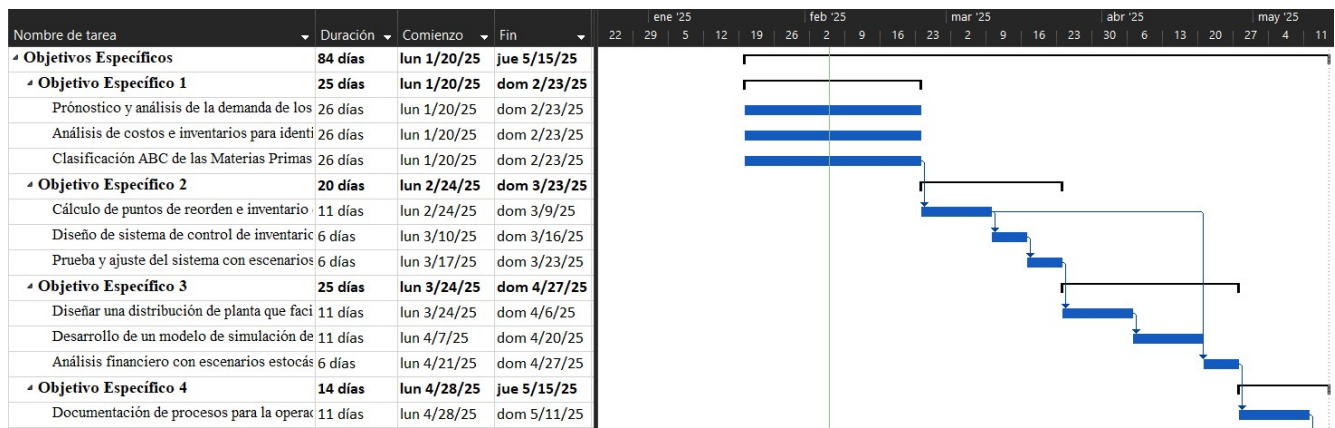 ene '25 feb '25 mar '25 abr '25 may '25
Nombre de tarea Duración Comienzo Fin 22 29 5 12 19 26 2 9 16 23 2 9 16 23 30 6 13 20 27 4 11
Objetivos Específicos 84 días lun 1/20/25 jue 5/15/25
Objetivo Específico 1 25 días lun 1/20/25 dom 2/23/25
Prónostico y análisis de la demanda de los 26 días lun 1/20/25 dom 2/23/25
Análisis de costos e inventarios para identi 26 días lun 1/20/25 dom 2/23/25
Clasificación ABC de las Materias Primas 26 días lun 1/20/25 dom 2/23/25
Objetivo Específico 2 20 días lun 2/24/25 dom 3/23/25
Cálculo de puntos de reorden e inventario 11 días lun 2/24/25 dom 3/9/25
Diseño de sistema de control de inventario 6 días lun 3/10/25 dom 3/16/25
Prueba y ajuste del sistema con escenarios 6 días lun 3/17/25 dom 3/23/25
Objetivo Específico 3 25 días lun 3/24/25 dom 4/27/25
Diseñar una distribución de planta que faci 11 días lun 3/24/25 dom 4/6/25
Desarrollo de un modelo de simulación de 11 días lun 4/7/25 dom 4/20/25
Análisis financiero con escenarios estocás 6 días lun 4/21/25 dom 4/27/25
Objetivo Específico 4 14 días lun 4/28/25 jue 5/15/25
Documentación de procesos para la operac 11 días lun 4/28/25 dom 5/11/25